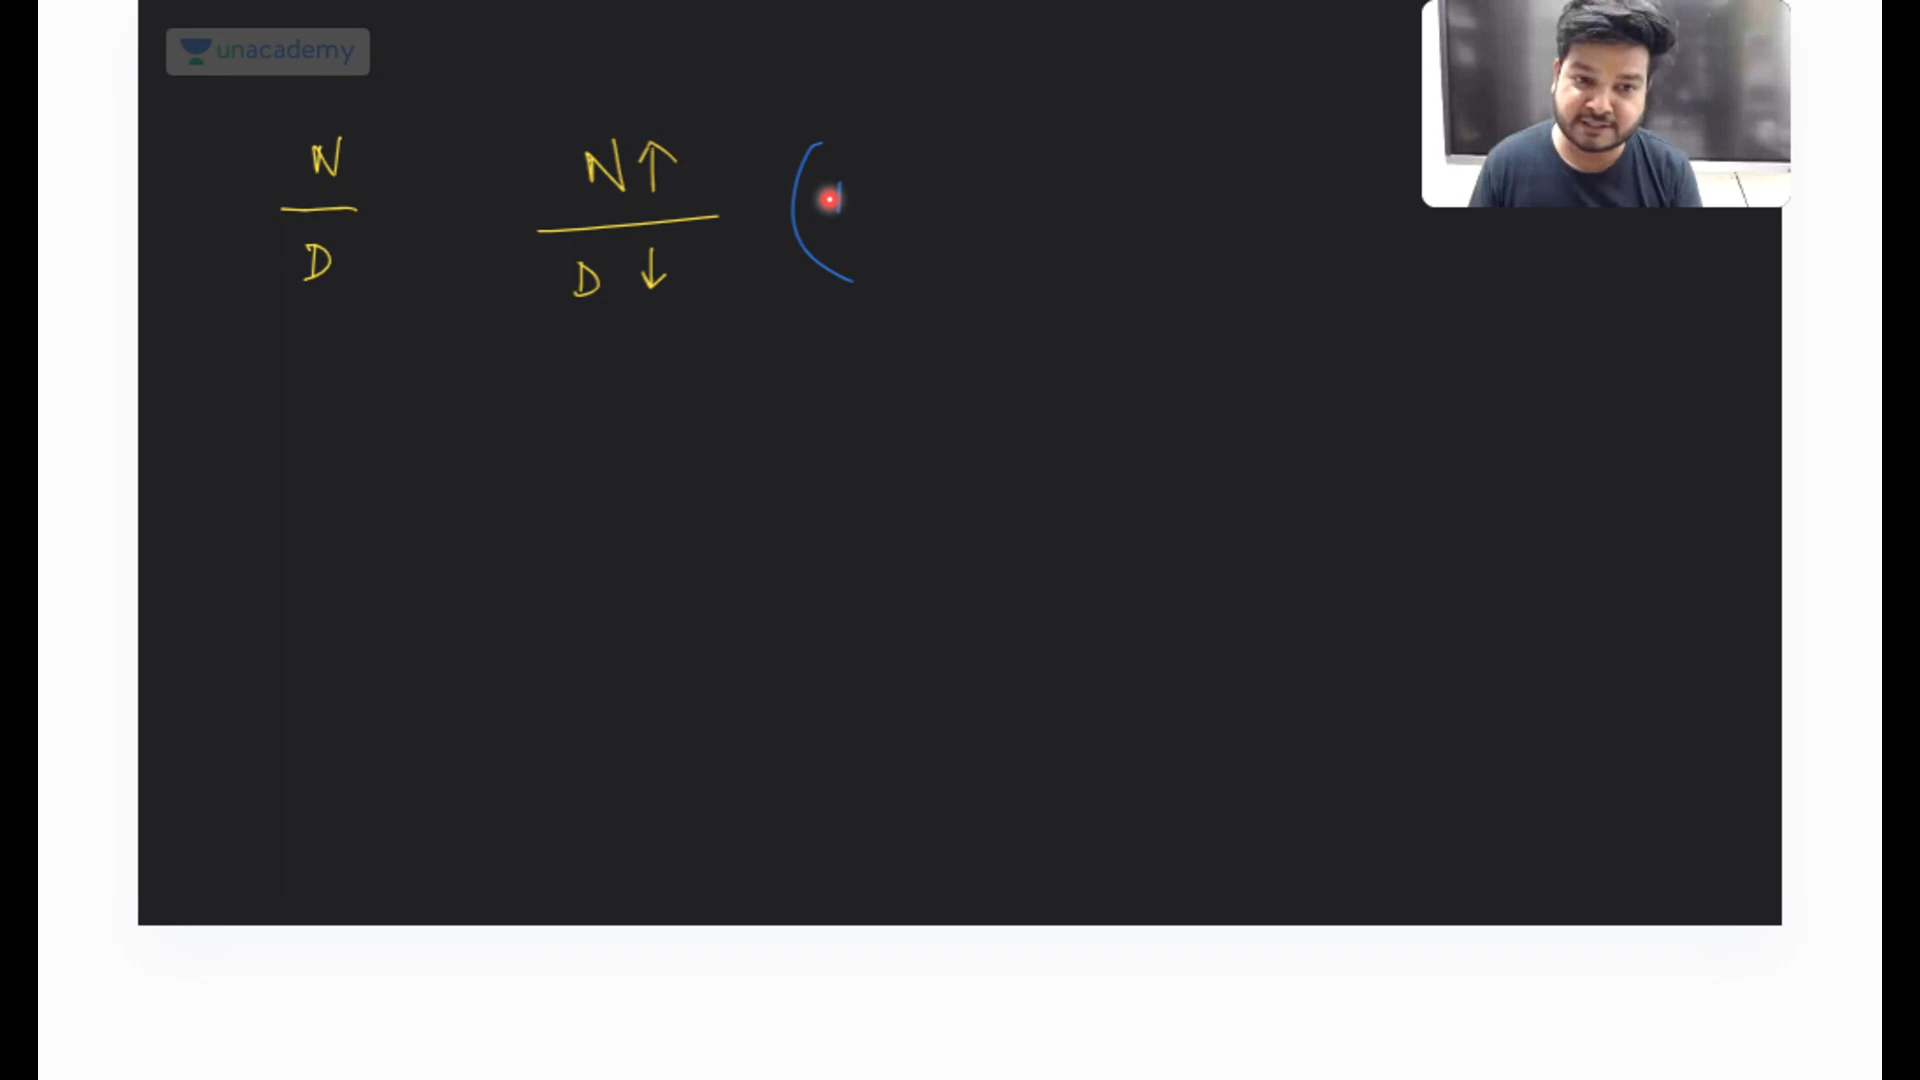 unacademy
N N↑ (
D D ↓